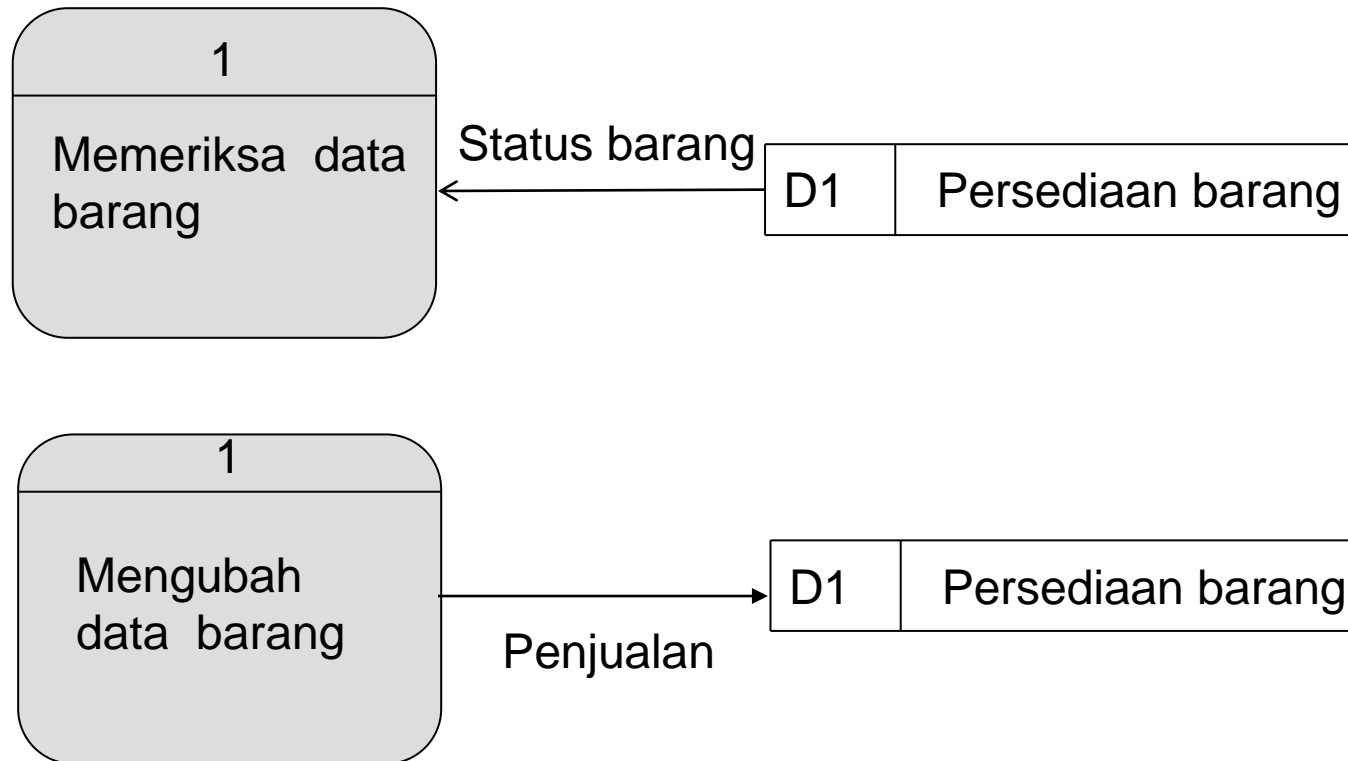 1
Memeriksa data
barang
Status barang
D1
Persediaan barang
1
Mengubah
data barang
Penjualan
D1
Persediaan barang